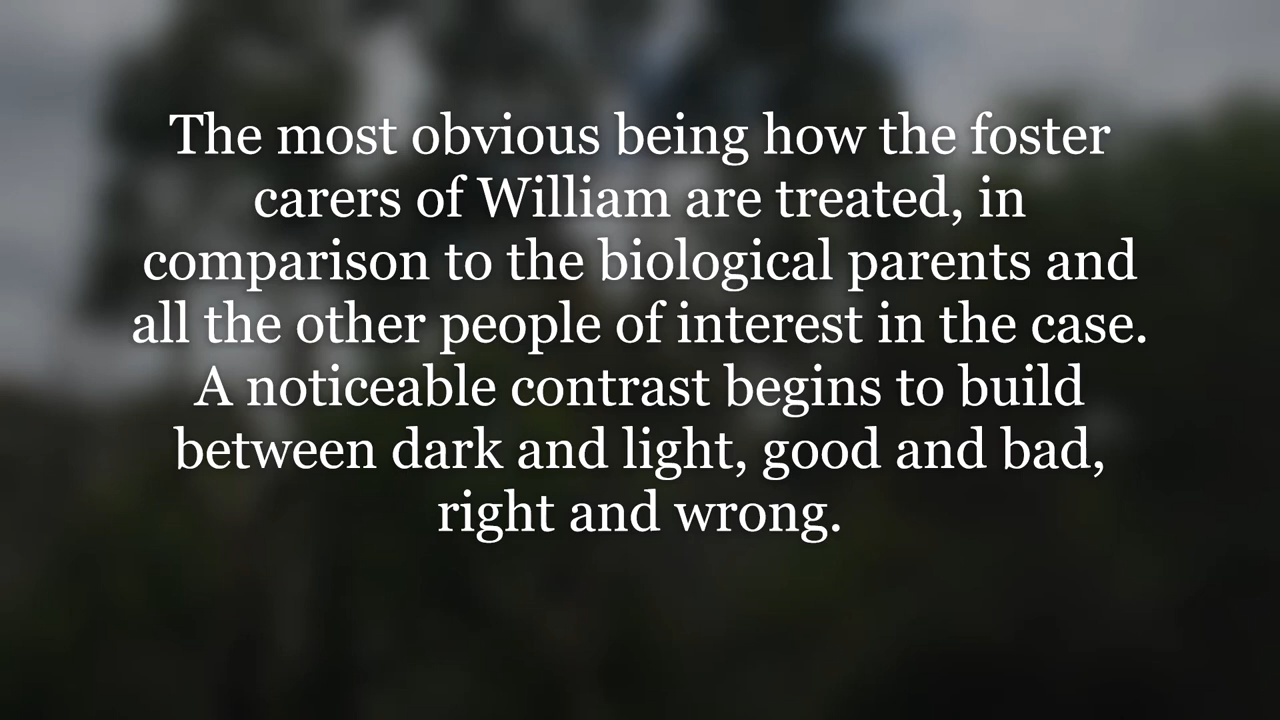 The most obvious being how the foster
carers of William are treated, in
comparison to the biological parents and
all the other people of interest in the case.
A noticeable contrast begins to build
between dark and light, good and bad,
right and wrong.